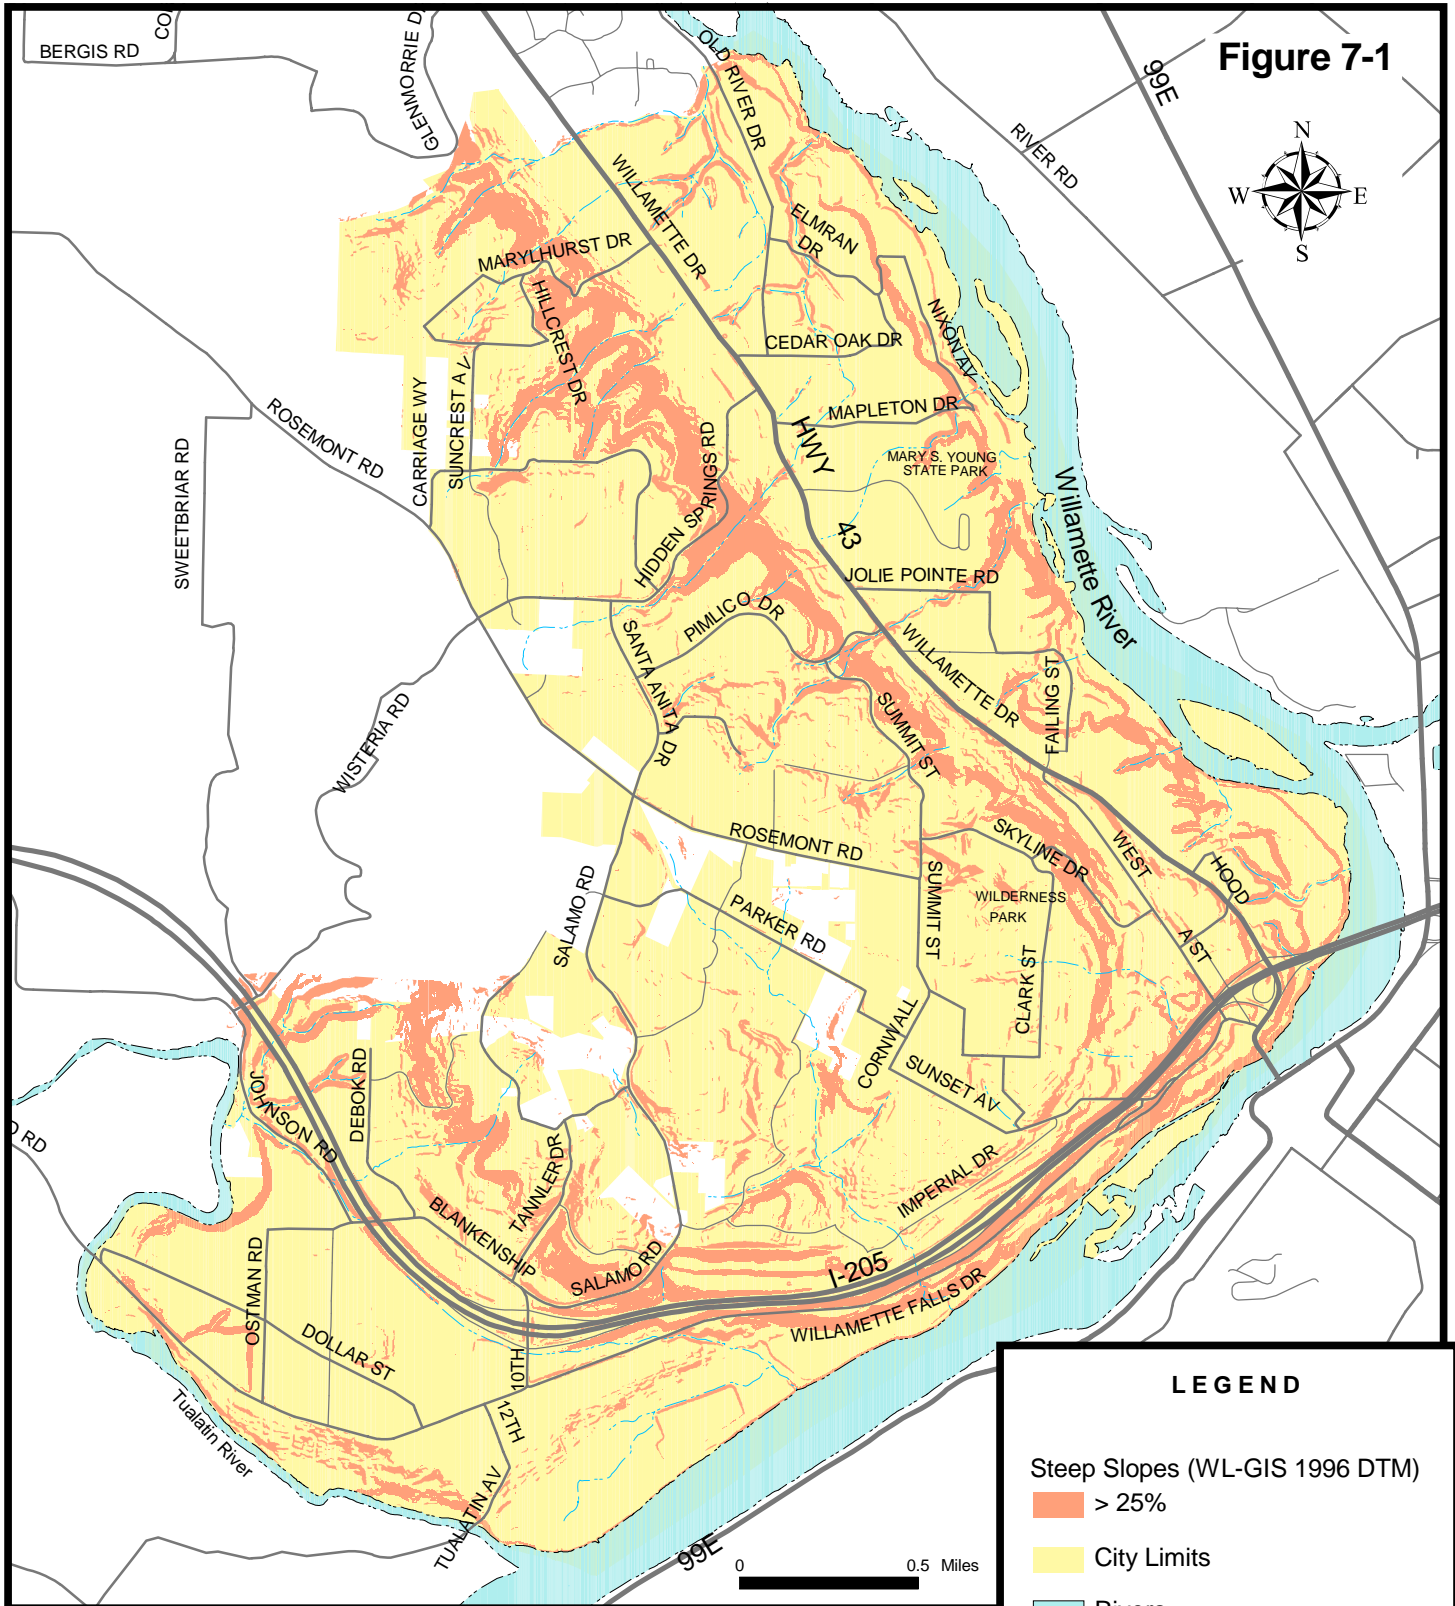 Figure 7-1
BERGIS RD
GLENMORRIE
OLD RIVER DR
99E
RIVER RD
N
W
E
S
WILLAMETTE DR
ELMRAN
DR
MARYLHURST DR
HILLCREST DR
NIXON AV
CEDAR OAK DR
CARRIAGE WY
SUNCREST AV
ROSEMONT RD
MAPLETON DR
HWY
43
SWEETBRIAR RD
MARY S. YOUNG
STATE PARK
HIDDEN SPRINGS RD
Willamette River
JOLIE POINTE RD
PIMLICO DR
SANTA ANITA DR
WILLAMETTE DR
FAILING ST
WISTERIA RD
SUMMIT ST
ROSEMONT RD
SKYLINE DR
WEST
A ST
HOOD
SALAMO RD
PARKER RD
SUMMIT ST
WILDERNESS
PARK
CLARK ST
CORNWALL
SUNSET AV
JOHNSON RD
DEBOK RD
D RD
TANNLER DR
BLANKENSHIP
IMPERIAL DR
SALAMO RD
I-205
WILLAMETTE FALLS DR
OSTMAN RD
DOLLAR ST
10TH
12TH
Tualatin River
TUALATIN AV
99E
0 0.5 Miles
LEGEND
Steep Slopes (WL-GIS 1996 DTM)
> 25%
City Limits
Rivers